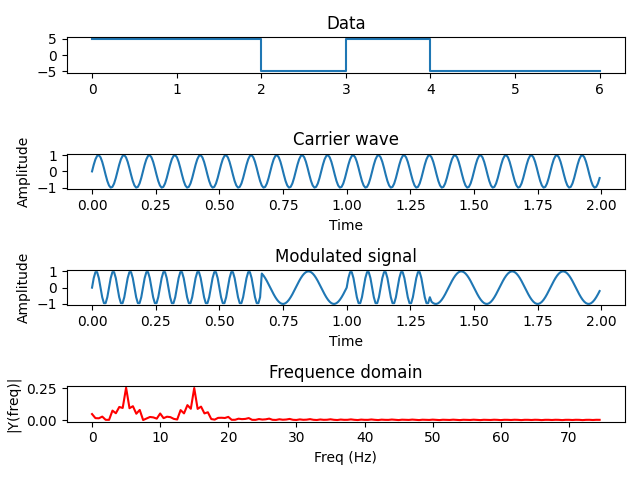 Data
5
0
−5
0 1 2 3 4 5 6
Carrier wave
Amplitude
1
0
−1
0.00 0.25 0.50 0.75 1.00 1.25 1.50 1.75 2.00
Time
Modulated signal
Amplitude
1
0
−1
0.00 0.25 0.50 0.75 1.00 1.25 1.50 1.75 2.00
Time
Frequence domain
|Y(freq)|
0.25
0.00
0 10 20 30 40 50 60 70
Freq (Hz)